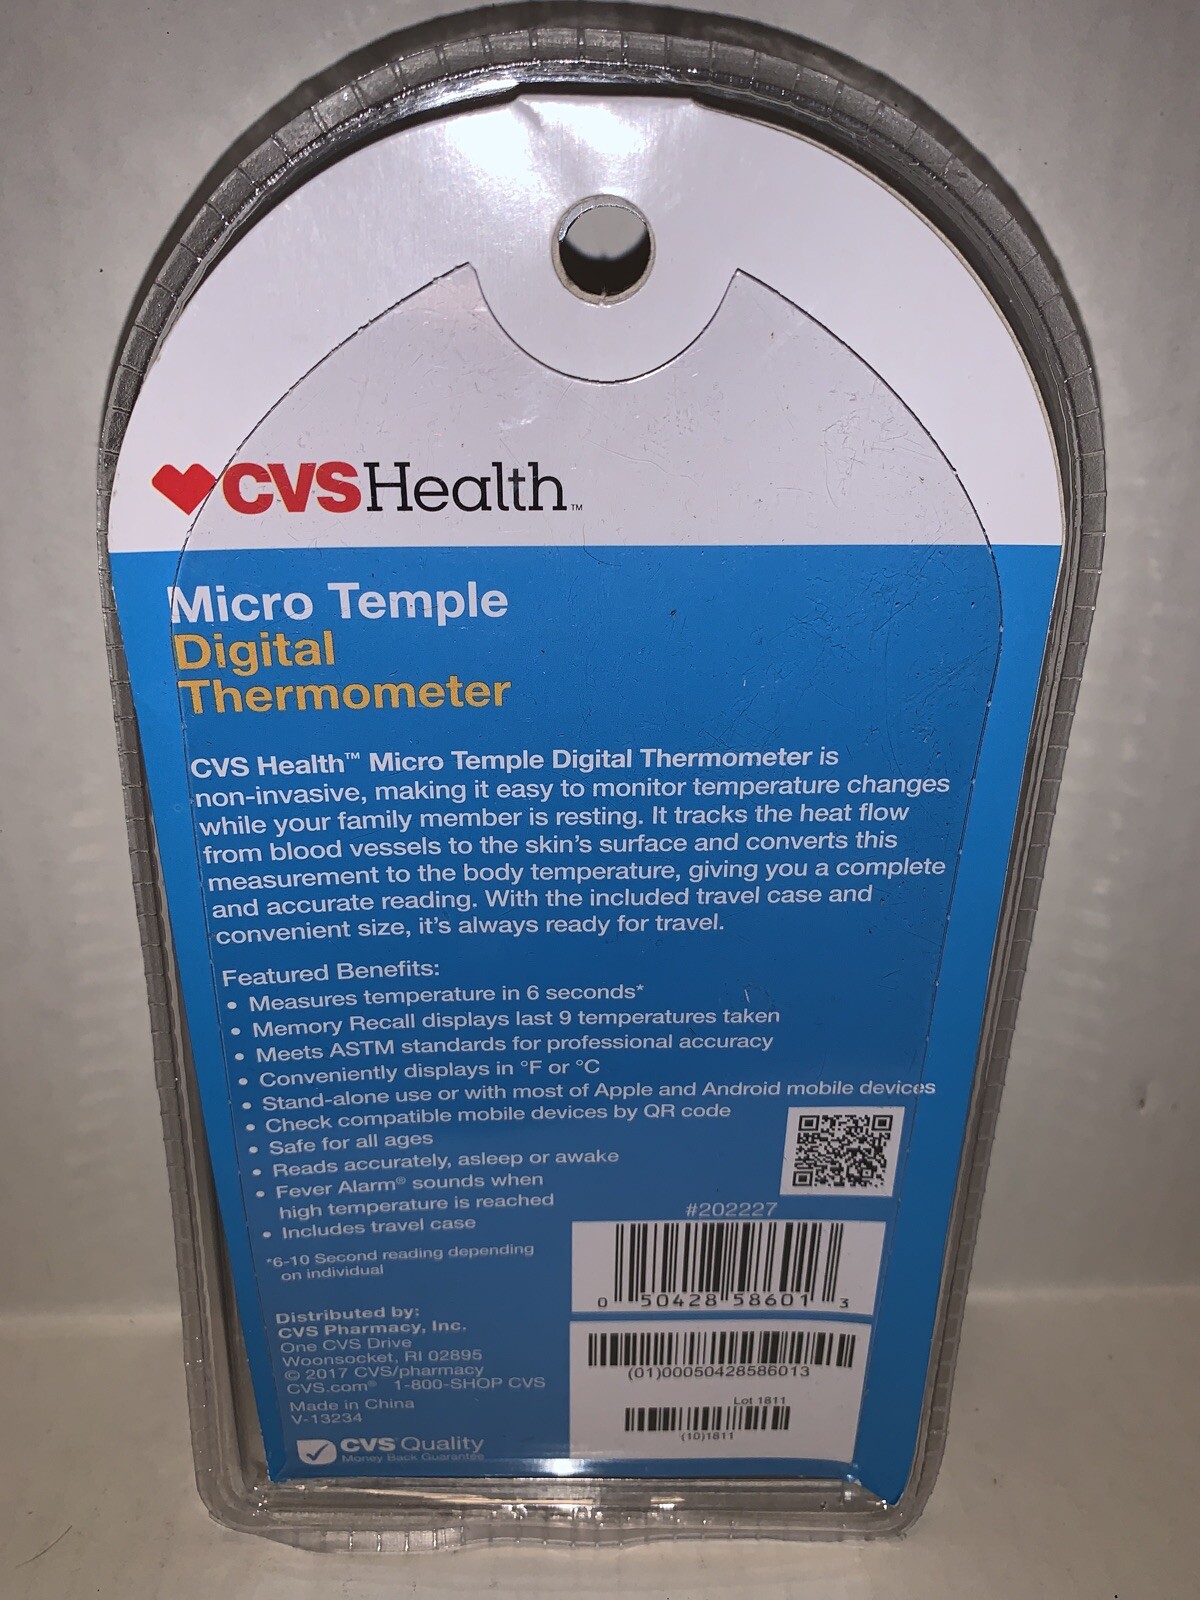 CVSHealth™
Micro Temple
Digital
Thermometer
CVS Health™ Micro Temple Digital Thermometer is
non-invasive, making it easy to monitor temperature changes
while your family member is resting. It tracks the heat flow
from blood vessels to the skin's surface and converts this
measurement to the body temperature, giving you a complete
and accurate reading. With the included travel case and
convenient size, it's always ready for travel.
Featured Benefits:
• Measures temperature in 6 seconds*
• Memory Recall displays last 9 temperatures taken
• Meets ASTM standards for professional accuracy
• Conveniently displays in °F or °C
• Stand-alone use or with most of Apple and Android mobile devices
• Check compatible mobile devices by QR code
• Safe for all ages
• Reads accurately, asleep or awake
• Fever Alarm® sounds when
high temperature is reached
• Includes travel case
*6-10 Second reading depending
on individual
Distributed by:
CVS Pharmacy, Inc.
One CVS Drive
Woonsocket, RI 02895
© 2017 CVS/pharmacy
CVS.com® 1-800-SHOP CVS
Made in China
V-13234
CVS Quality
Money Back Guarantee
#202227
0 50428 58601 3
(01)00050428586013
Lot 1811
(10)1811